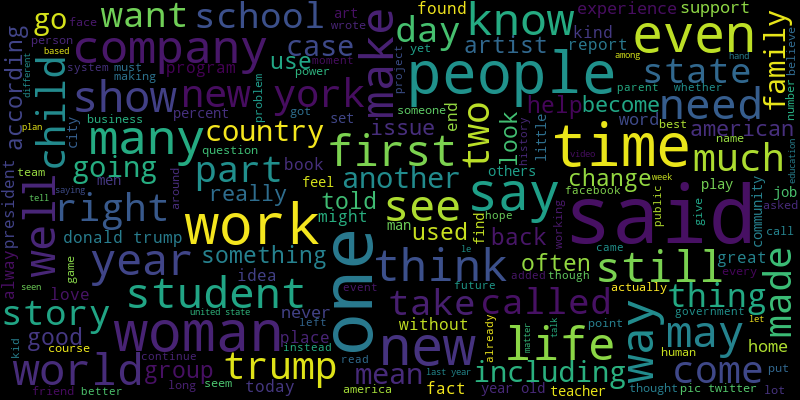 face
art
wrote
found
experience
support
go
want
school
day
know
even
family
person
based
company
case
artist
kind
report
yet
according
different
child
system
must
making
program
use
power
moment
make
project
people
state
whether
number
believe
show
new york
problem
someone
need
help
become
parent
among
hand
plan
city
business
percent
got
set
issue
end
two
look
little
history
word
best
american
name
many
country
first
time
much
education
team
question
going
part
book
another
others
video
tell
men
around
feel
really
told
see
say
change
facebook
week
play
job
president
well
right
work
might
man
used
find
hope
back
working
said
public
give
community
asked
call
donald trump
something
one
think
came
great
always
game
year
idea
often
still
actually
every
seen
love
student
event
le
added
though
future
thing
made
story
united state
never
left
take
called
government
let
good
woman
place
instead
without
new
already
life
matter
talk
point
way
may
human
home
kid
course
world
continue
group
trump
read
mean
last year
including
come
put
friend
better
long
seem
today
america
fact
year old
teacher
thought
pic twitter
lot
saying